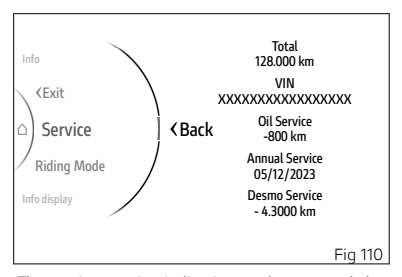 Info
<Exit
Service
Riding Mode
Info display
<Back
Total
128.000 km
VIN
XXXXXXXXXXXXXXXXX
Oil Service
-800 km
Annual Service
05/12/2023
Desmo Service
- 4.3000 km
Fig 110